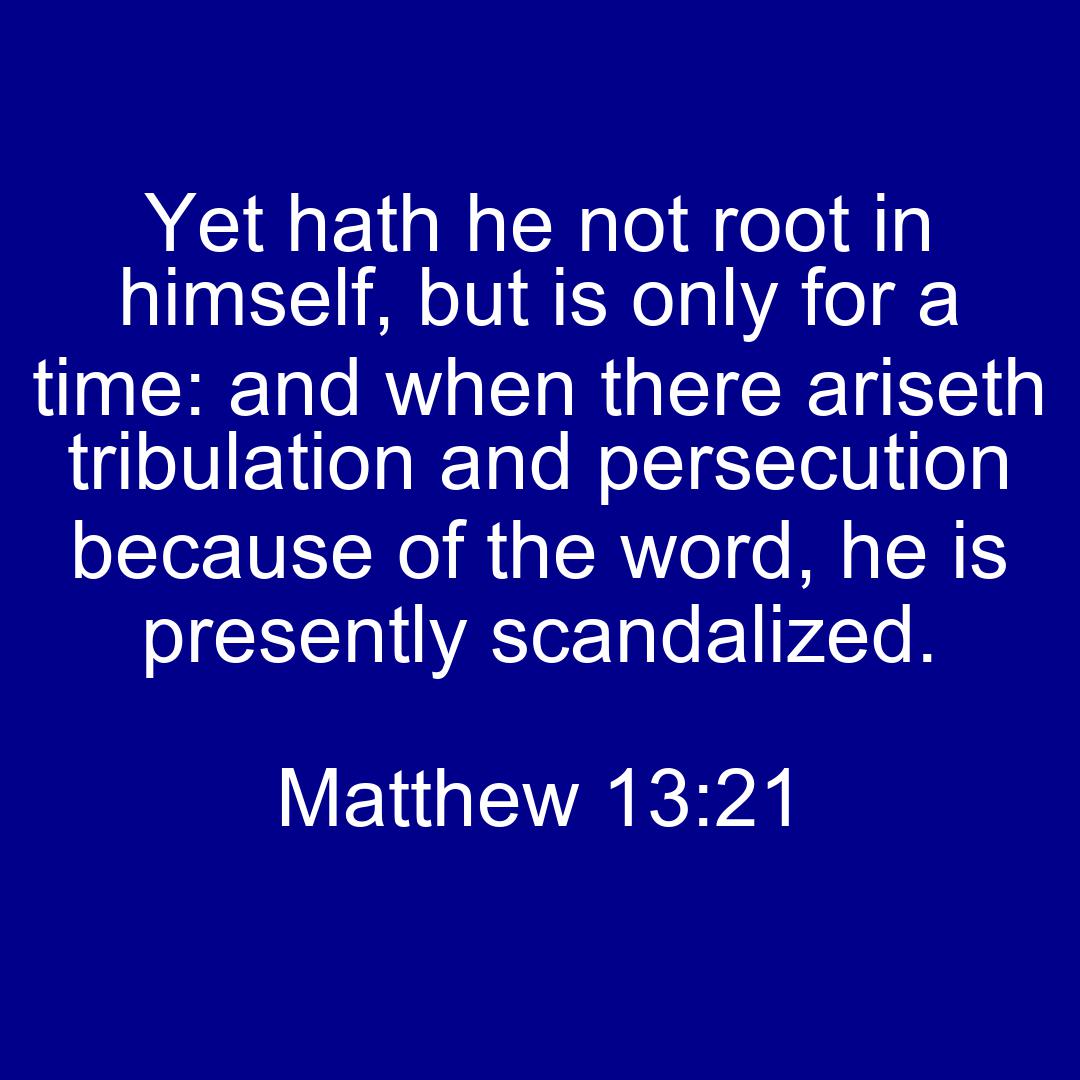 Yet hath he not root in
himself, but is only for a
time: and when there ariseth
tribulation and persecution
because of the word, he is
presently scandalized.
Matthew 13:21